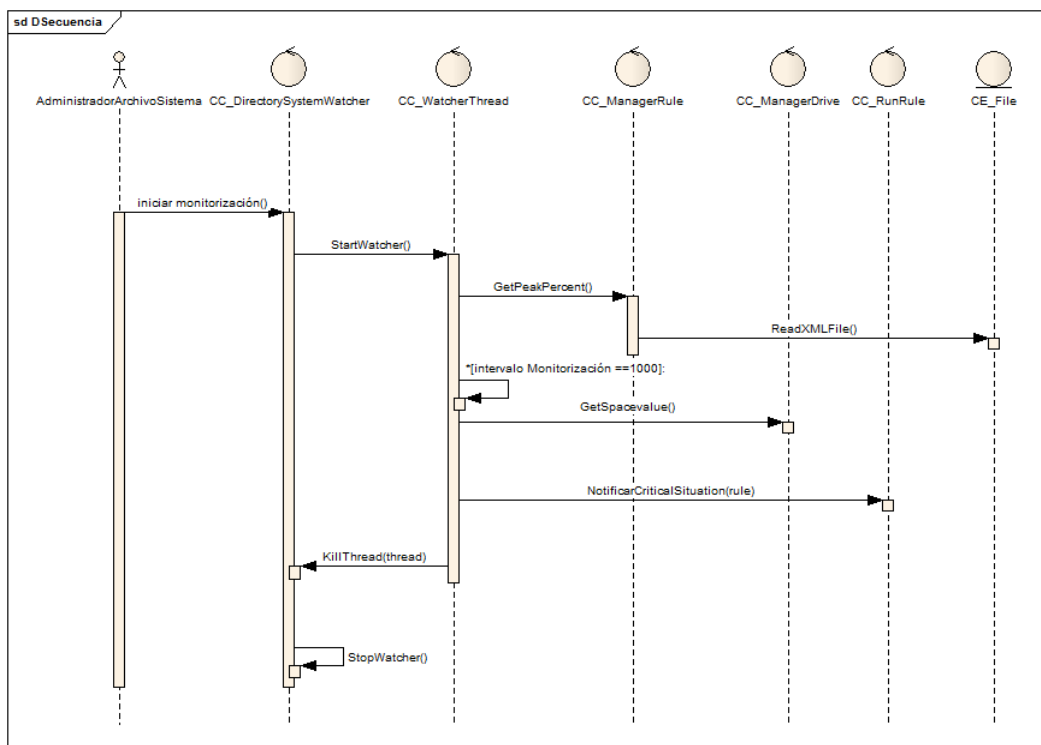 sd DSecuencia
AdministradorArchivoSistema
CC_DirectorySystemWatcher
CC_WatcherThread
CC_ManagerRule
CC_ManagerDrive
CC_RunRule
CE_File
iniciar monitorización()
StartWatcher()
GetPeakPercent()
ReadXMLFile()
*[intervalo Monitorización ==1000]:
GetSpacevalue()
NotificarCriticalSituation(rule)
KillThread(thread)
StopWatcher()